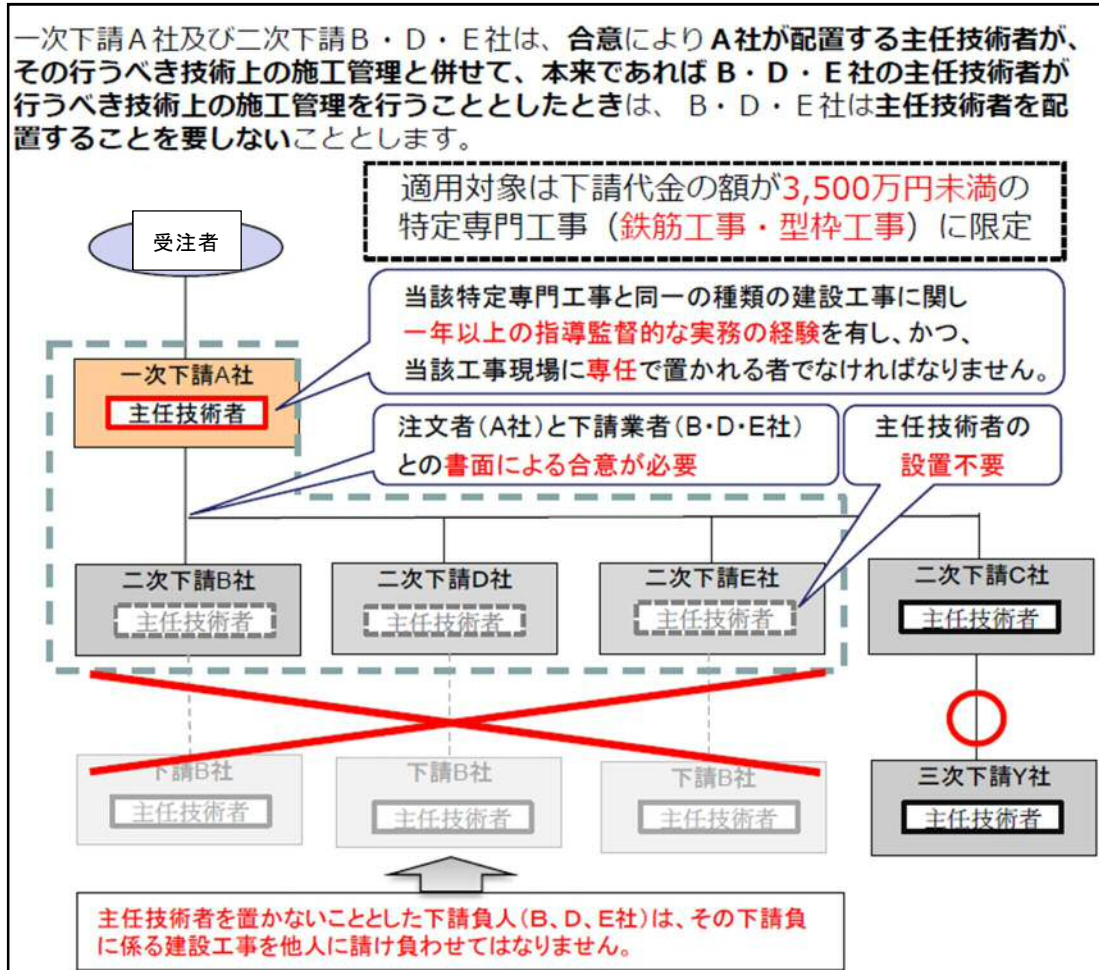 一次下請A社及び二次下請B・D・E社は、合意によりA社が配置する主任技術者が、
その行うべき技術上の施工管理と併せて、本来であれば B・D・E社の主任技術者が
行うべき技術上の施工管理を行うこととしたときは、 B・D・E社は主任技術者を配
置することを要しないこととします。
適用対象は下請代金の額が3,500万円未満の
特定専門工事（鉄筋工事・型枠工事）に限定
受注者
当該特定専門工事と同一の種類の建設工事に関し
一年以上の指導監督的な実務の経験を有し、かつ、
当該工事現場に専任で置かれる者でなければなりません。
一次下請A社
主任技術者
注文者（A社）と下請業者（B・D・E社）
との書面による合意が必要
主任技術者の
設置不要
二次下請B社
主任技術者
二次下請D社
主任技術者
二次下請E社
主任技術者
二次下請C社
主任技術者
下請B社
主任技術者
下請B社
主任技術者
下請B社
主任技術者
三次下請Y社
主任技術者
主任技術者を置かないこととした下請負人（B、D、E社）は、その下請負
に係る建設工事を他人に請け負わせてはなりません。